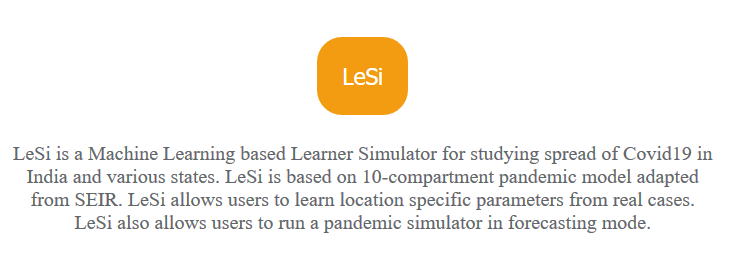 LeSi
LeSi is a Machine Learning based Learner Simulator for studying spread of Covid19 in
India and various states. LeSi is based on 10-compartment pandemic model adapted
from SEIR. LeSi allows users to learn location specific parameters from real cases.
LeSi also allows users to run a pandemic simulator in forecasting mode.